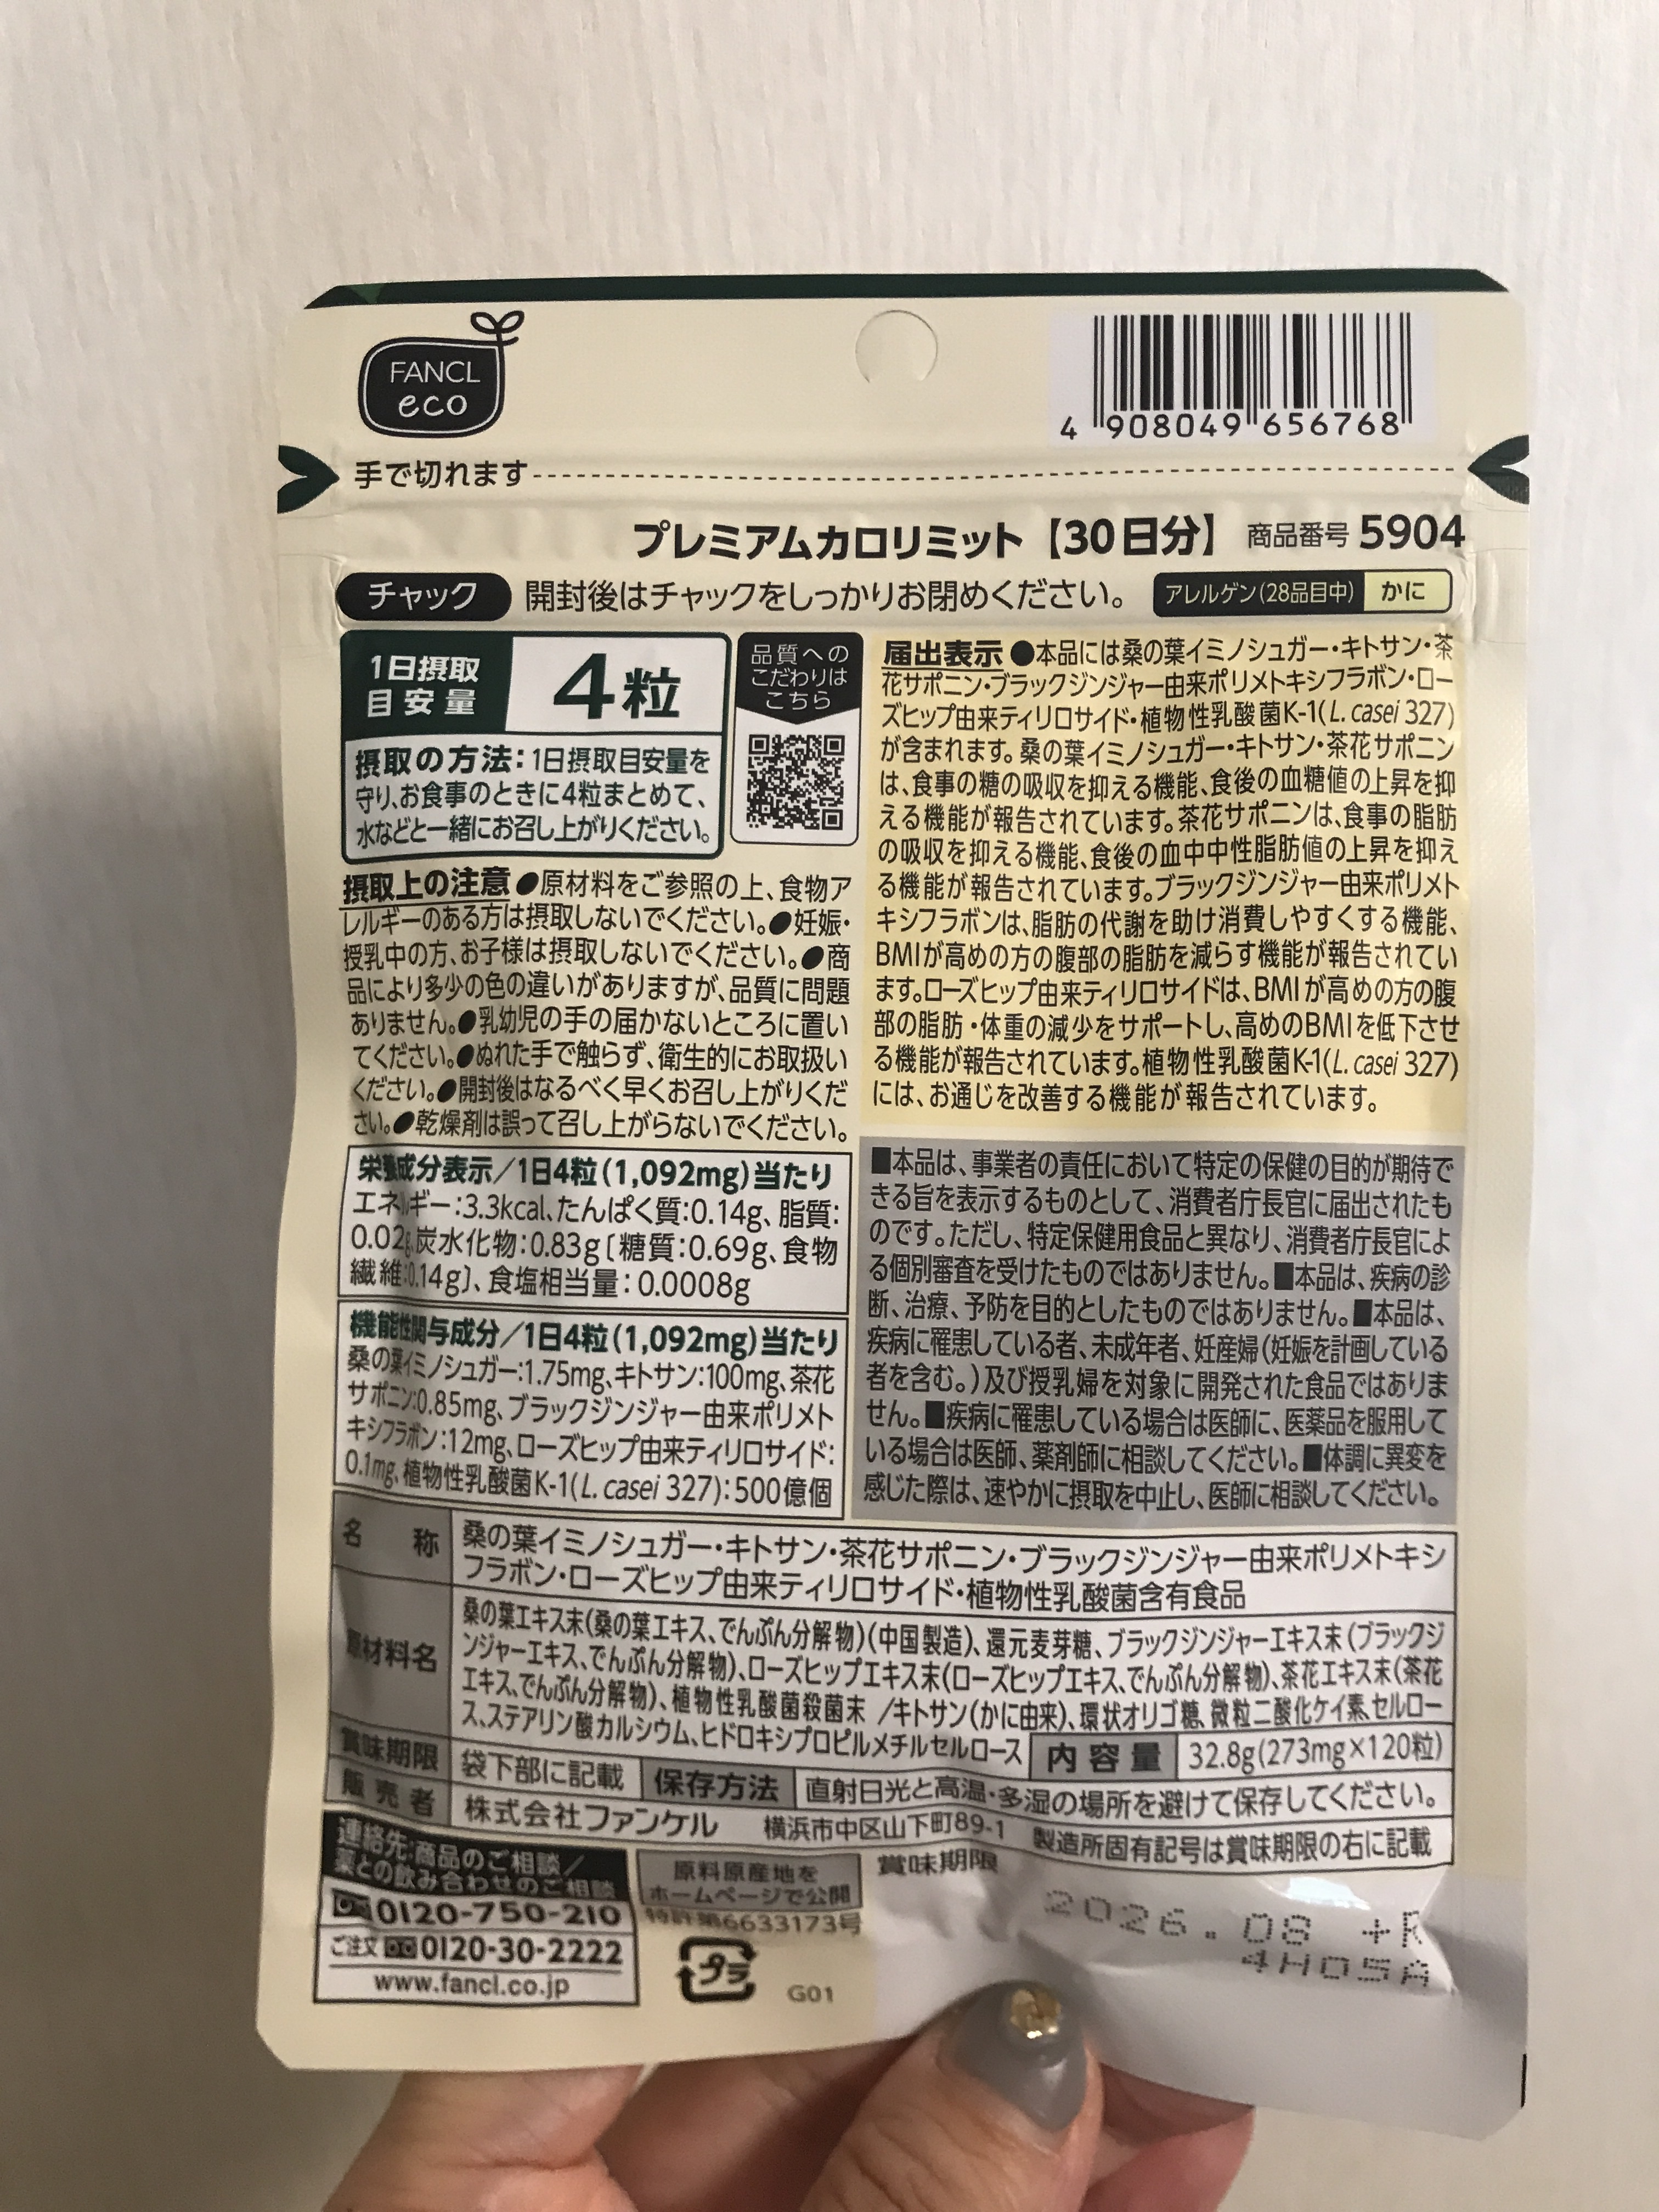 FANCL
eco
4 908049 656768
手で切れます
プレミアムカロリミット【30日分】 商品番号 5904
チャック 開封後はチャックをしっかりお閉めください。 アレルゲン(28品目中) かに
1日摂取
目安量
4粒
摂取の方法:1日摂取目安量を
守り、お食事のときに4粒まとめて、
水などと一緒にお召し上がりください。
品質への
こだわりは
こちら
摂取上の注意 ●原材料をご参照の上、食物ア
レルギーのある方は摂取しないでください。●妊娠・
授乳中の方、お子様は摂取しないでください。●商
品により多少の色の違いがありますが、品質に問題
ありません。●乳幼児の手の届かないところに置い
てください。●ぬれた手で触らず、衛生的にお取扱い
ください。●開封後はなるべく早くお召し上がりくだ
さい。●乾燥剤は誤って召し上がらないでください。
栄養成分表示/1日4粒(1,092mg)当たり
エネルギー:3.3kcal、たんぱく質:0.14g、脂質:
0.02g、炭水化物:0.83g〔糖質:0.69g、食物
繊維:0.14g〕、食塩相当量:0.0008g
機能性関与成分/1日4粒(1,092mg)当たり
桑の葉イミノシュガー:1.75mg、キトサン:100mg、茶花
サポニン:0.85mg、ブラックジンジャー由来ポリメト
キシフラボン:12mg、ローズヒップ由来ティリロサイド:
0.1mg、植物性乳酸菌K-1(L. casei 327):500億個
届出表示 ●本品には桑の葉イミノシュガー・キトサン・茶
花サポニン・ブラックジンジャー由来ポリメトキシフラボン・ロー
ズヒップ由来ティリロサイド・植物性乳酸菌K-1(L. casei 327)
が含まれます。桑の葉イミノシュガー・キトサン・茶花サポニン
は、食事の糖の吸収を抑える機能、食後の血糖値の上昇を抑
える機能が報告されています。茶花サポニンは、食事の脂肪
の吸収を抑える機能、食後の血中中性脂肪値の上昇を抑え
る機能が報告されています。ブラックジンジャー由来ポリメト
キシフラボンは、脂肪の代謝を助け消費しやすくする機能、
BMIが高めの方の腹部の脂肪を減らす機能が報告されてい
ます。ローズヒップ由来ティリロサイドは、BMIが高めの方の腹
部の脂肪・体重の減少をサポートし、高めのBMIを低下させ
る機能が報告されています。植物性乳酸菌K-1(L. casei 327)
には、お通じを改善する機能が報告されています。
■本品は、事業者の責任において特定の保健の目的が期待で
きる旨を表示するものとして、消費者庁長官に届出されたも
のです。ただし、特定保健用食品と異なり、消費者庁長官によ
る個別審査を受けたものではありません。■本品は、疾病の診
断、治療、予防を目的としたものではありません。■本品は、
疾病に罹患している者、未成年者、妊産婦(妊娠を計画している
者を含む。)及び授乳婦を対象に開発された食品ではありま
せん。■疾病に罹患している場合は医師に、医薬品を服用して
いる場合は医師、薬剤師に相談してください。■体調に異変を
感じた際は、速やかに摂取を中止し、医師に相談してください。
名称 桑の葉イミノシュガー・キトサン・茶花サポニン・ブラックジンジャー由来ポリメトキシ
フラボン・ローズヒップ由来ティリロサイド・植物性乳酸菌含有食品
原材料名 桑の葉エキス末(桑の葉エキス、でんぷん分解物)(中国製造)、還元麦芽糖、ブラックジンジャーエキス末(ブラックジ
ンジャーエキス、でんぷん分解物)、ローズヒップエキス末(ローズヒップエキス、でんぷん分解物)、茶花エキス末(茶花
エキス、でんぷん分解物)、植物性乳酸菌殺菌末 /キトサン(かに由来)、環状オリゴ糖、微粒二酸化ケイ素、セルロー
ス、ステアリン酸カルシウム、ヒドロキシプロピルメチルセルロース 内容量 32.8g(273mg×120粒)
賞味期限 袋下部に記載 保存方法 直射日光と高温・多湿の場所を避けて保存してください。
販売者 株式会社ファンケル 横浜市中区山下町89-1 製造所固有記号は賞味期限の右に記載
連絡先:商品のご相談/
薬との飲み合わせのご相談
0120-750-210
ご注文 0120-30-2222
www.fancl.co.jp
原料原産地を
ホームページで公開
特許第6633173号
プラ
G01
賞味期限
2026.08 +R
4H05A